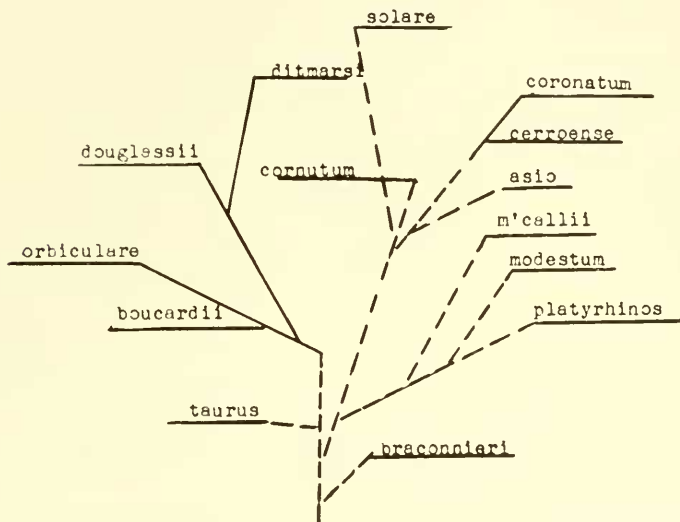 solare
ditmarsi
coronatum
cerroense
douglassii
cornutum
asio
m'callii
orbiculare
modestum
boucardii
platyrhinos
taurus
braconnieri